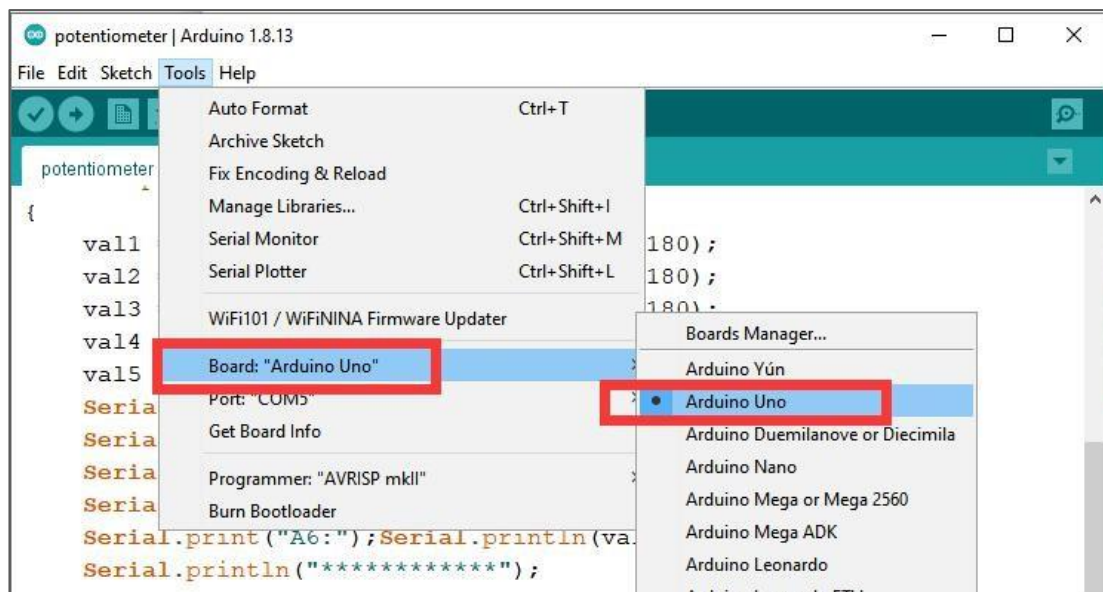 potentiometer | Arduino 1.8.13
File Edit Sketch Tools Help
potentiometer
Auto Format Ctrl+T
Archive Sketch
Fix Encoding & Reload
Manage Libraries... Ctrl+Shift+I
Serial Monitor Ctrl+Shift+M
Serial Plotter Ctrl+Shift+L
WiFi101 / WiFiNINA Firmware Updater
Board: "Arduino Uno"
Port: "COM5"
Get Board Info
Programmer: "AVRISP mkII"
Burn Bootloader
Boards Manager...
Arduino Yún
Arduino Uno
Arduino Duemilanove or Diecimila
Arduino Nano
Arduino Mega or Mega 2560
Arduino Mega ADK
Arduino Leonardo
{
val1 180);
val2 180);
val3 180);
val4
val5
Seria
Seria
Seria
Seria
Serial.print("A6:");Serial.println(va
Serial.println("************");